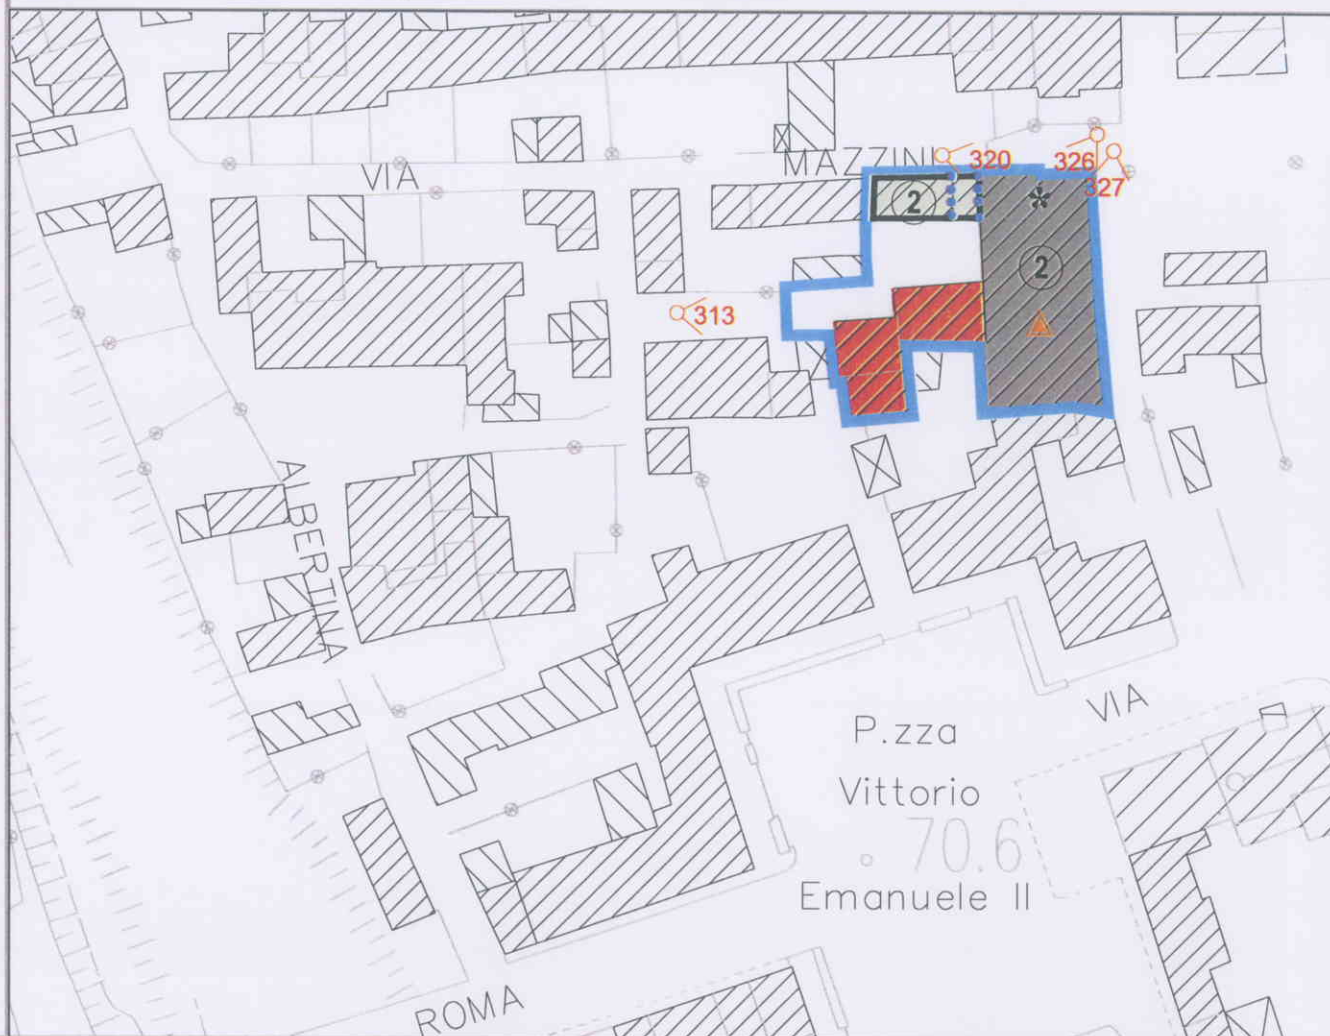 VIA
MAZZINI
320
326
327
2
2
313
ALBERTINA
P.zza
Vittorio
70.6
Emanuele II
VIA
ROMA